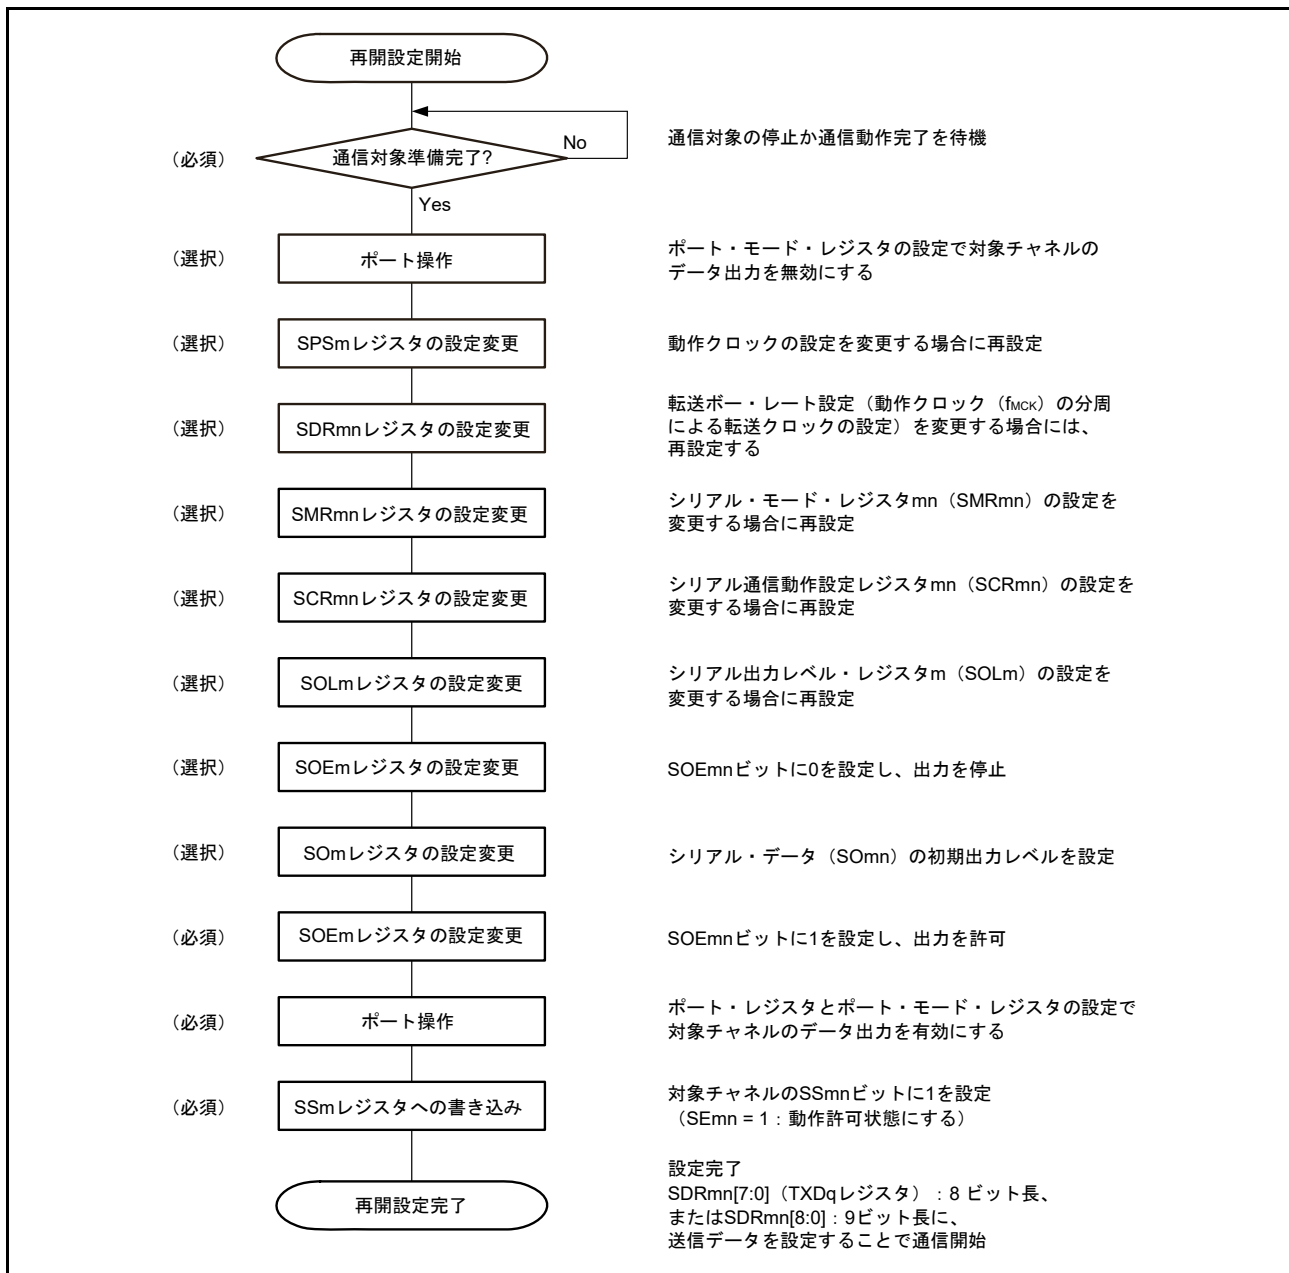 再開設定開始
通信対象の停止か通信動作完了を待機
No
(必須)
通信対象準備完了?
Yes
(選択)
ポート操作
ポート・モード・レジスタの設定で対象チャネルの
データ出力を無効にする
(選択)
SPSmレジスタの設定変更
動作クロックの設定を変更する場合に再設定
(選択)
SDRmnレジスタの設定変更
転送ボー・レート設定（動作クロック（fMCK）の分周
による転送クロックの設定）を変更する場合には、
再設定する
(選択)
SMRmnレジスタの設定変更
シリアル・モード・レジスタmn（SMRmn）の設定を
変更する場合に再設定
(選択)
SCRmnレジスタの設定変更
シリアル通信動作設定レジスタmn（SCRmn）の設定を
変更する場合に再設定
(選択)
SOLmレジスタの設定変更
シリアル出力レベル・レジスタm（SOLm）の設定を
変更する場合に再設定
(選択)
SOEmレジスタの設定変更
SOEmnビットに0を設定し、出力を停止
(選択)
SOmレジスタの設定変更
シリアル・データ（SOmn）の初期出力レベルを設定
(必須)
SOEmレジスタの設定変更
SOEmnビットに1を設定し、出力を許可
(必須)
ポート操作
ポート・レジスタとポート・モード・レジスタの設定で
対象チャネルのデータ出力を有効にする
(必須)
SSmレジスタへの書き込み
対象チャネルのSSmnビットに1を設定
（SEmn = 1：動作許可状態にする）
再開設定完了
設定完了
SDRmn[7:0]（TXDqレジスタ）：8 ビット長、
またはSDRmn[8:0]：9ビット長に、
送信データを設定することで通信開始